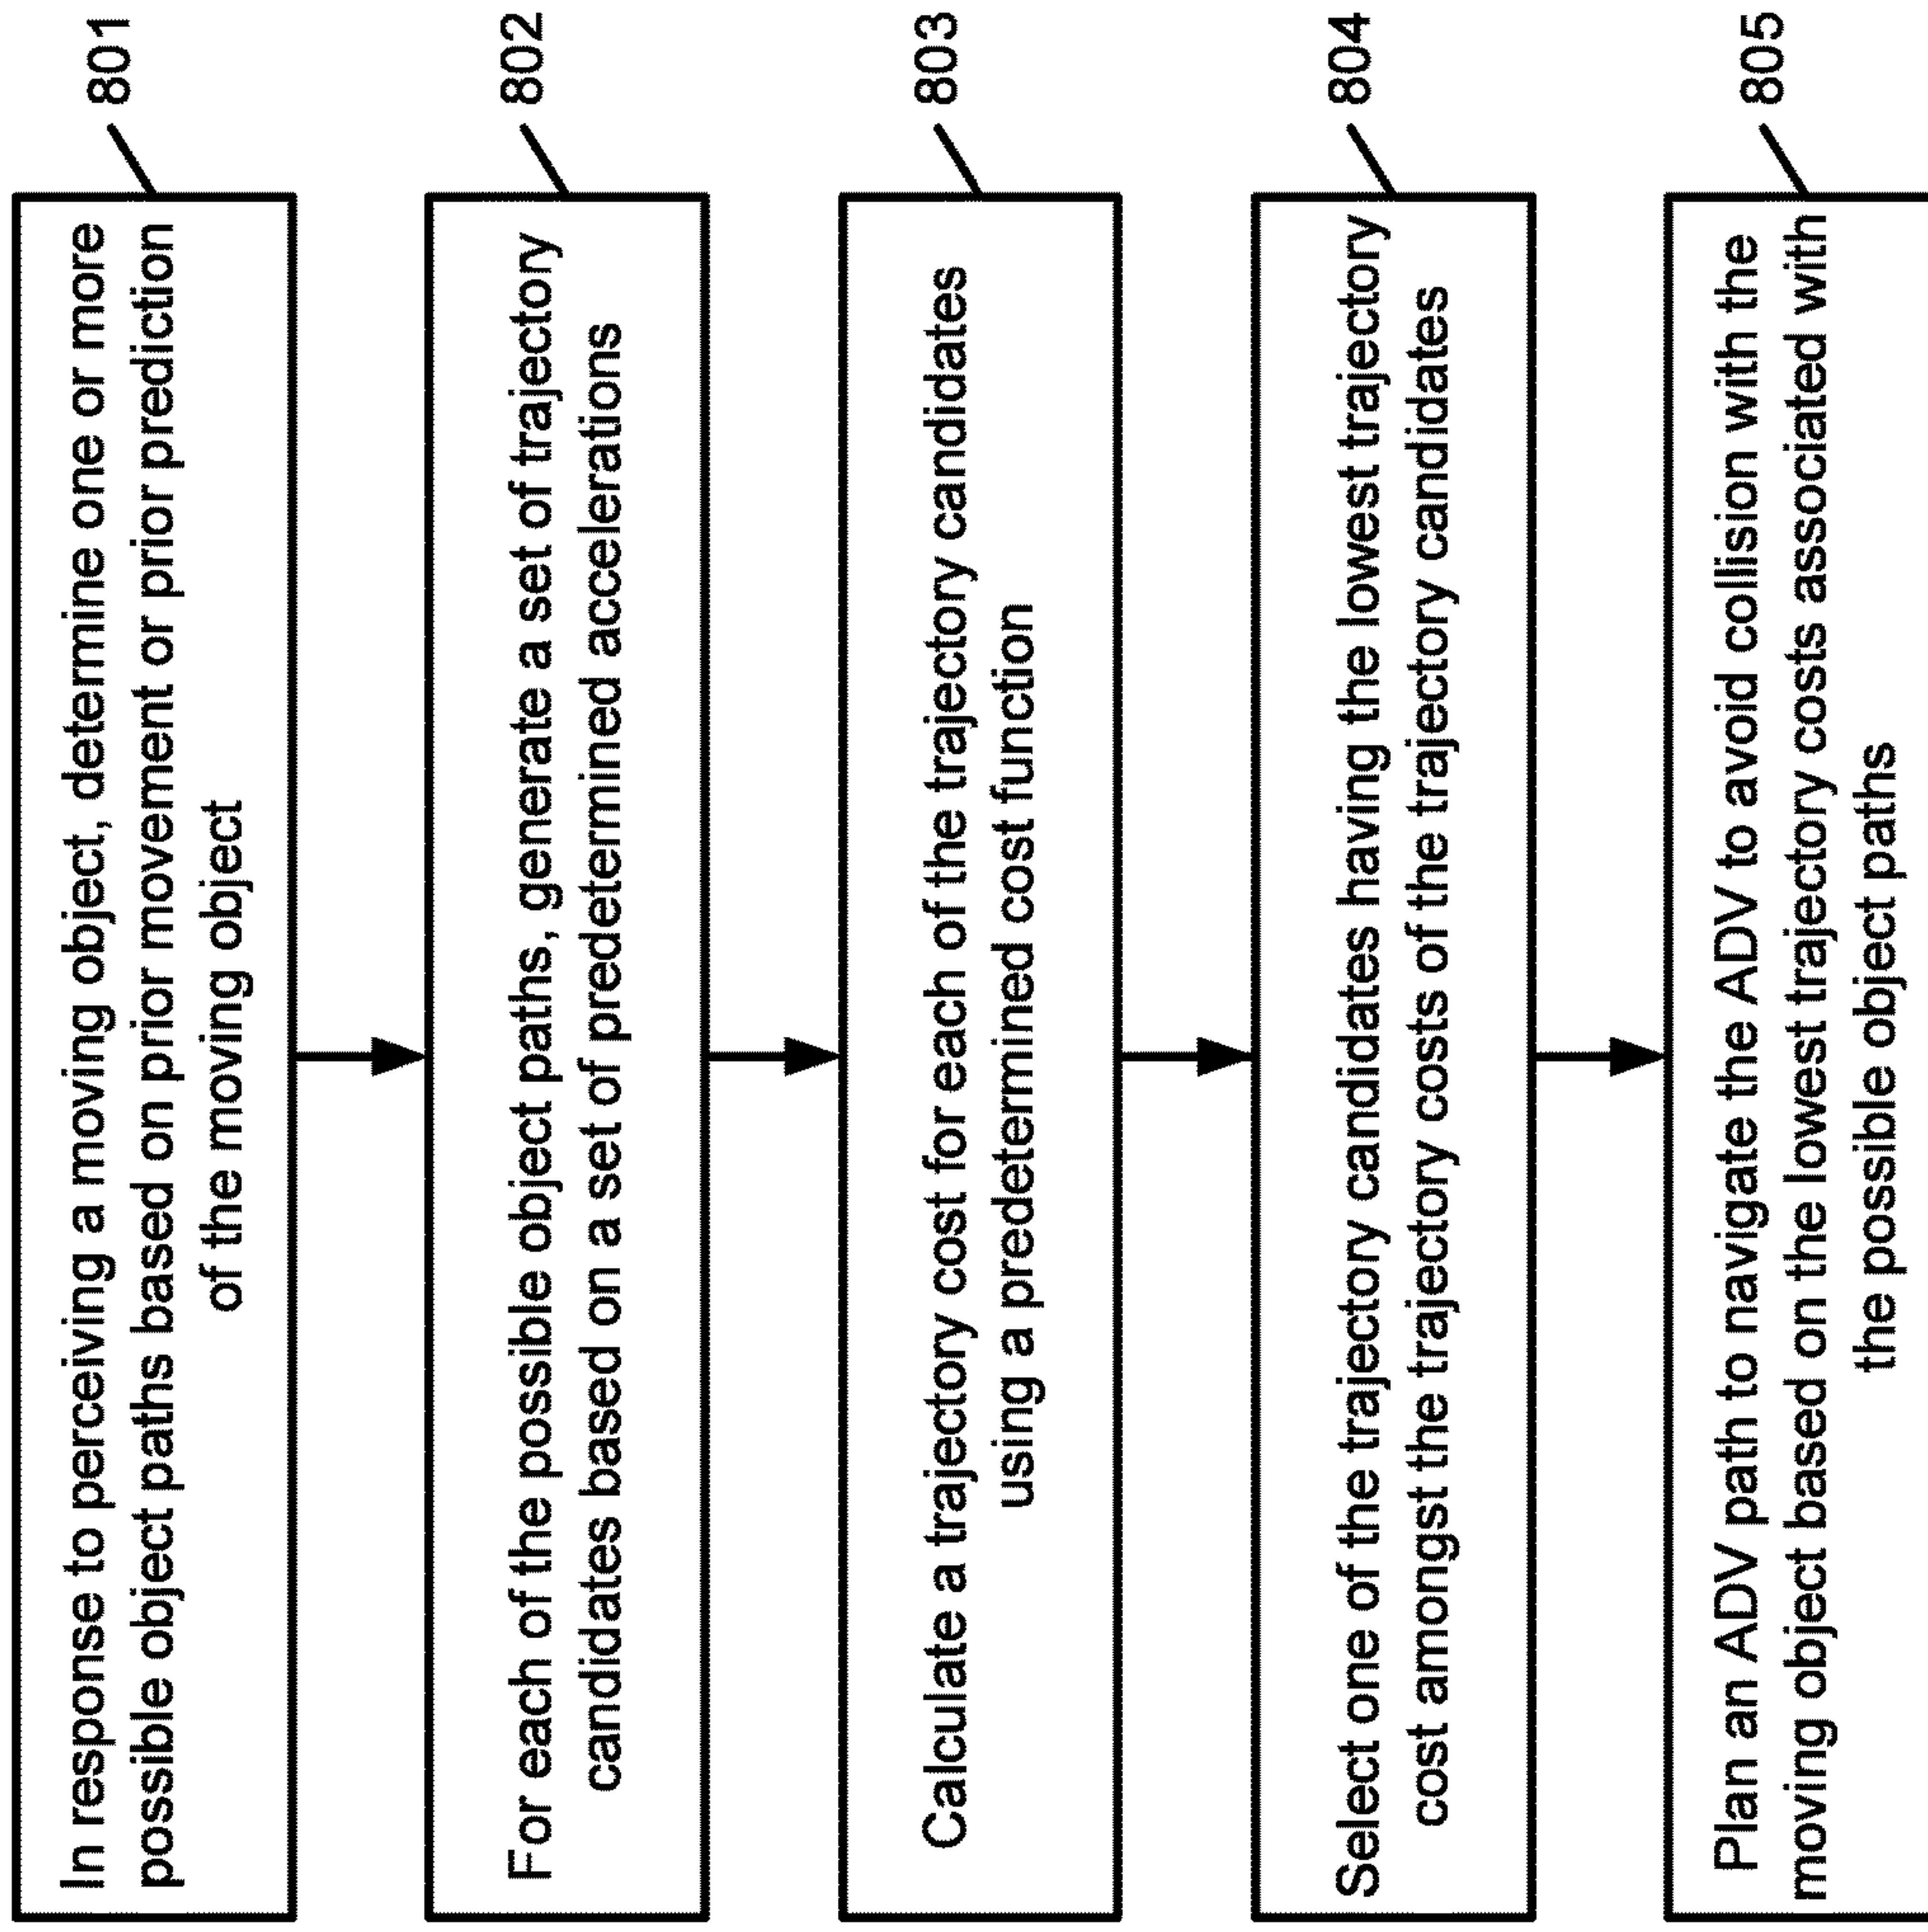 In response to perceiving a moving object, determine one or more
possible object paths based on prior movement or prior prediction
of the moving object
801
For each of the possible object paths, generate a set of trajectory
candidates based on a set of predetermined accelerations
802
Calculate a trajectory cost for each of the trajectory candidates
using a predetermined cost function
803
Select one of the trajectory candidates having the lowest trajectory
cost amongst the trajectory costs of the trajectory candidates
804
Plan an ADV path to navigate the ADV to avoid collision with the
moving object based on the lowest trajectory costs associated with
the possible object paths
805